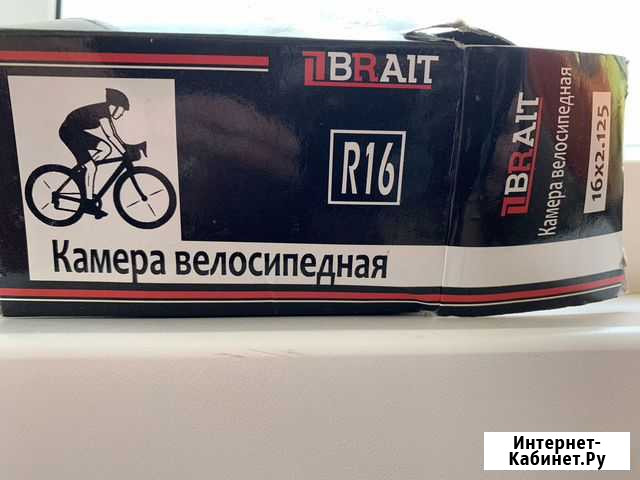 BRAIT
R16
Камера велосипедная
BRAIT
Камера велосипедная
16x2.125
Интернет-
Кабинет.Ру